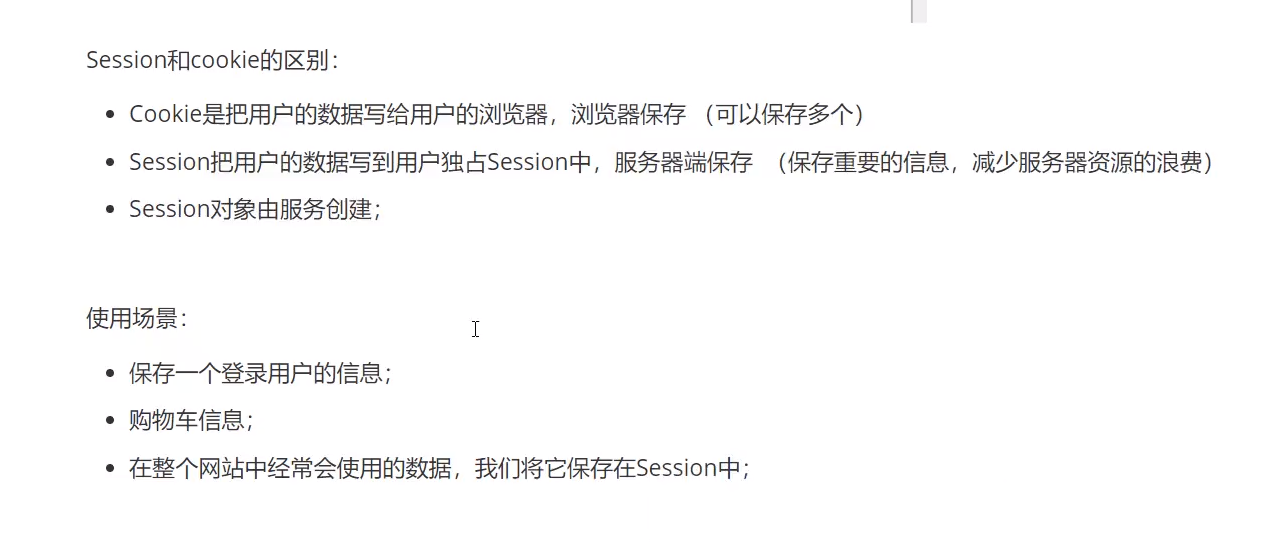 Session和cookie的区别：
Cookie是把用户的数据写给用户的浏览器，浏览器保存 （可以保存多个）
Session把用户的数据写到用户独占Session中，服务器端保存 （保存重要的信息，减少服务器资源的浪费）
Session对象由服务创建；
使用场景：
保存一个登录用户的信息；
购物车信息；
在整个网站中经常会使用的数据，我们将它保存在Session中；